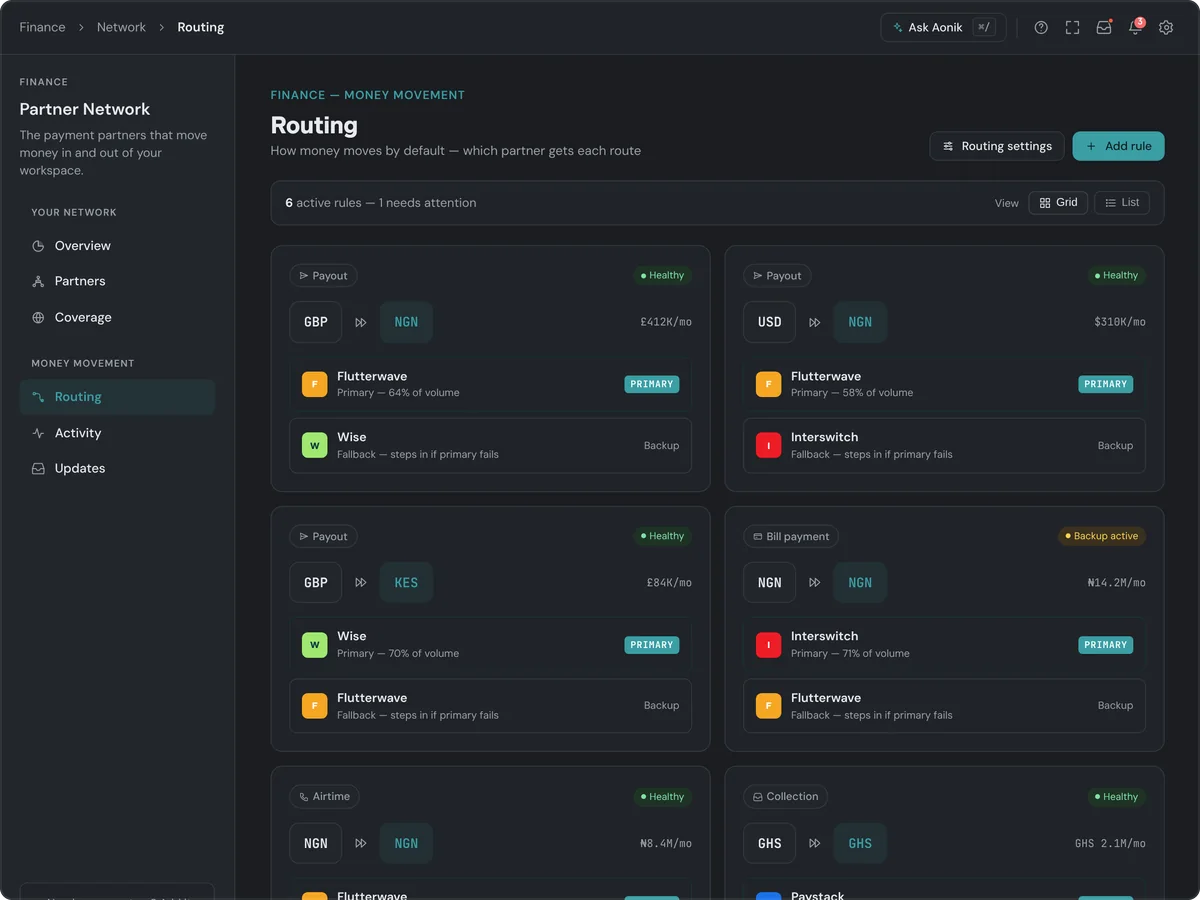 Finance > Network > Routing
Ask Aonik ⌘/
3
FINANCE
Partner Network
The payment partners that move
money in and out of your
workspace.
YOUR NETWORK
Overview
Partners
Coverage
MONEY MOVEMENT
Routing
Activity
Updates
FINANCE — MONEY MOVEMENT
Routing
How money moves by default — which partner gets each route
Routing settings
+ Add rule
6 active rules — 1 needs attention
View
Grid
List
Payout
Healthy
GBP
NGN
£412K/mo
F
Flutterwave
Primary — 64% of volume
PRIMARY
W
Wise
Fallback — steps in if primary fails
Backup
Payout
Healthy
USD
NGN
$310K/mo
F
Flutterwave
Primary — 58% of volume
PRIMARY
I
Interswitch
Fallback — steps in if primary fails
Backup
Payout
Healthy
GBP
KES
£84K/mo
W
Wise
Primary — 70% of volume
PRIMARY
F
Flutterwave
Fallback — steps in if primary fails
Backup
Bill payment
Backup active
NGN
NGN
₦14.2M/mo
I
Interswitch
Primary — 71% of volume
PRIMARY
F
Flutterwave
Fallback — steps in if primary fails
Backup
Airtime
Healthy
NGN
NGN
₦8.4M/mo
Flutterwave
Collection
Healthy
GHS
GHS
GHS 2.1M/mo
Paystack